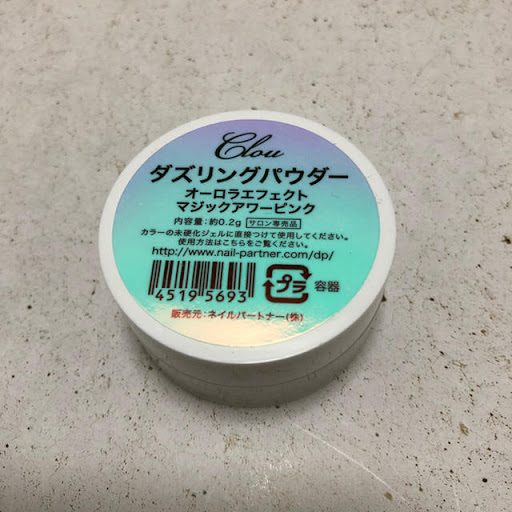 Clou
ダズリングパウダー
オーロラエフェクト
マジックアワーピンク
内容量:約0.2g サロン専売品
カラーの未硬化ジェルに直接つけて使用してください。
使用方法はこちらをご覧ください。
http://www.nail-partner.com/dp/
4519 5693 プラ 容器
販売元:ネイルパートナー(株)